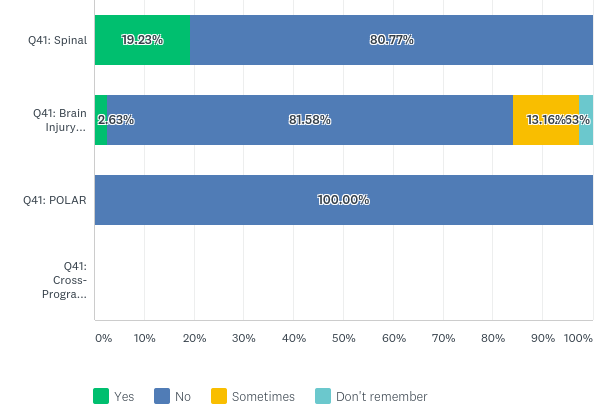 Q41: Spinal
19.23%
80.77%
Q41: Brain
Injury...
2.63%
81.58%
13.16%
Q41: POLAR
100.00%
Q41:
Cross-
Progra...
0% 10% 20% 30% 40% 50% 60% 70% 80% 90% 100%
Yes No Sometimes Don't remember